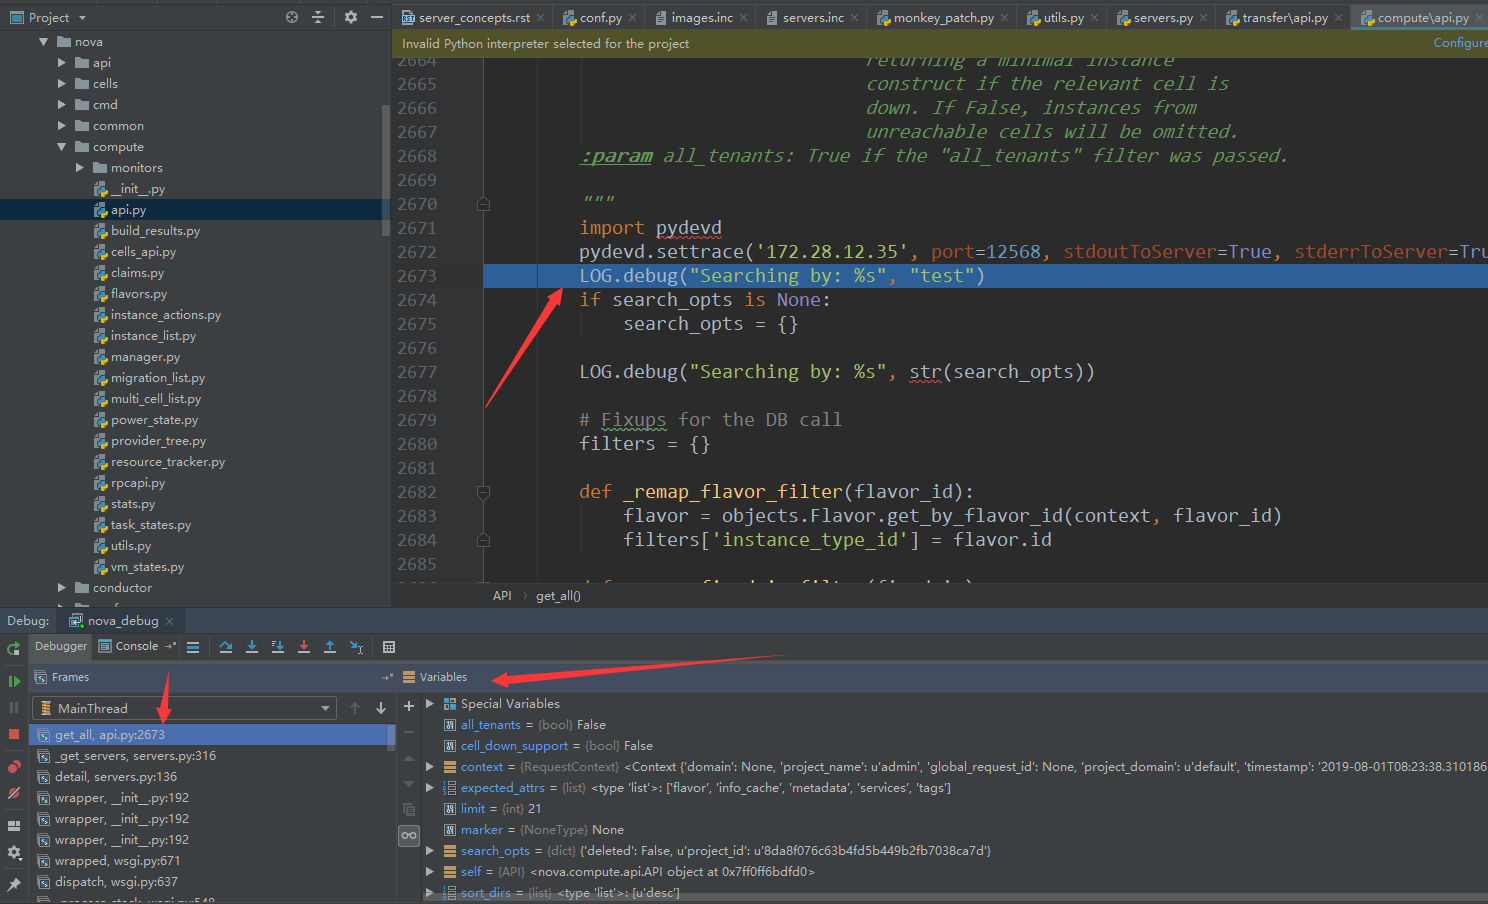 Project
server_concepts.rst
conf.py
images.inc
servers.inc
monkey_patch.py
utils.py
servers.py
transfer\api.py
compute\api.py
Invalid Python interpreter selected for the project
Configure
nova
api
cells
cmd
common
compute
monitors
__init__.py
api.py
build_results.py
cells_api.py
claims.py
flavors.py
instance_actions.py
instance_list.py
manager.py
migration_list.py
multi_cell_list.py
power_state.py
provider_tree.py
resource_tracker.py
rpcapi.py
stats.py
task_states.py
utils.py
vm_states.py
conductor
2664 returning a minimal instance
2665 construct if the relevant cell is
2666 down. If False, instances from
2667 unreachable cells will be omitted.
2668 :param all_tenants: True if the "all_tenants" filter was passed.
2669
2670 """
2671 import pydevd
2672 pydevd.settrace('172.28.12.35', port=12568, stdoutToServer=True, stderrToServer=Tru
2673 LOG.debug("Searching by: %s", "test")
2674 if search_opts is None:
2675 search_opts = {}
2676
2677 LOG.debug("Searching by: %s", str(search_opts))
2678
2679 # Fixups for the DB call
2680 filters = {}
2681
2682 def _remap_flavor_filter(flavor_id):
2683 flavor = objects.Flavor.get_by_flavor_id(context, flavor_id)
2684 filters['instance_type_id'] = flavor.id
2685
API › get_all()
Debug: nova_debug
Debugger Console
Frames
MainThread
get_all, api.py:2673
_get_servers, servers.py:316
detail, servers.py:136
wrapper, __init__.py:192
wrapper, __init__.py:192
wrapper, __init__.py:192
wrapped, wsgi.py:671
dispatch, wsgi.py:637
_process_stack, wsgi.py:548
Variables
Special Variables
all_tenants = {bool} False
cell_down_support = {bool} False
context = {RequestContext} <Context {'domain': None, 'project_name': u'admin', 'global_request_id': None, 'project_domain': u'default', 'timestamp': '2019-08-01T08:23:38.310186
expected_attrs = {list} <type 'list'>: ['flavor', 'info_cache', 'metadata', 'services', 'tags']
limit = {int} 21
marker = {NoneType} None
search_opts = {dict} {'deleted': False, u'project_id': u'8da8f076c63b4fd5b449b2fb7038ca7d'}
self = {API} <nova.compute.api.API object at 0x7ff0ff6bdfd0>
sort_dirs = {list} <type 'list'>: [u'desc']